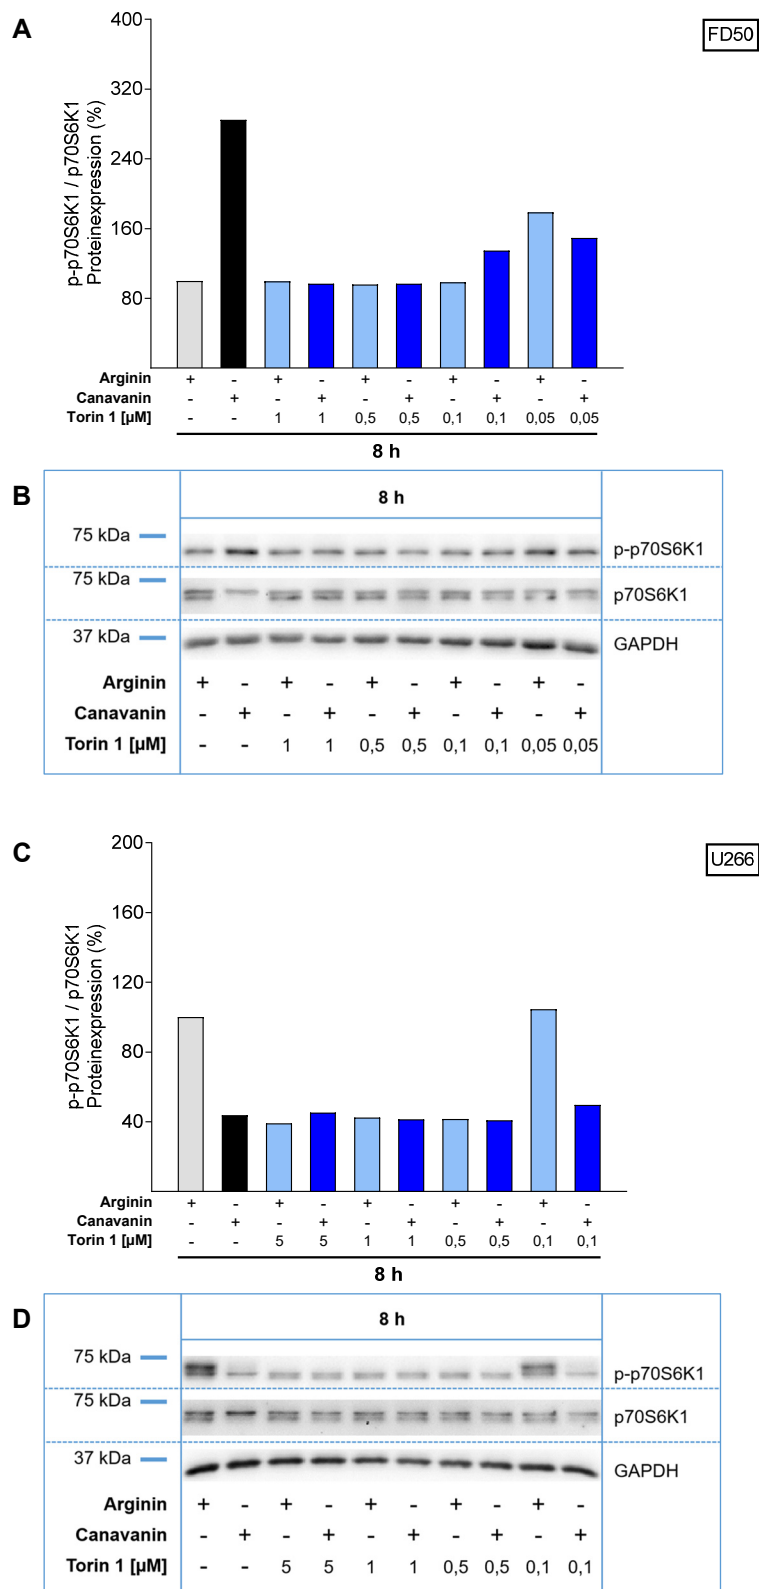 A
FD50
p-p70S6K1 / p70S6K1
Proteinexpression (%)
400
320
240
160
80
Arginin + - + - + - + - + -
Canavanin - + - + - + - + - +
Torin 1 [µM] - - 1 1 0,5 0,5 0,1 0,1 0,05 0,05
8 h
B
8 h
75 kDa
p-p70S6K1
75 kDa
p70S6K1
37 kDa
GAPDH
Arginin + - + - + - + - + -
Canavanin - + - + - + - + - +
Torin 1 [µM] - - 1 1 0,5 0,5 0,1 0,1 0,05 0,05
C
U266
p-p70S6K1 / p70S6K1
Proteinexpression (%)
200
160
120
80
40
Arginin + - + - + - + - + -
Canavanin - + - + - + - + - +
Torin 1 [µM] - - 5 5 1 1 0,5 0,5 0,1 0,1
8 h
D
8 h
75 kDa
p-p70S6K1
75 kDa
p70S6K1
37 kDa
GAPDH
Arginin + - + - + - + - + -
Canavanin - + - + - + - + - +
Torin 1 [µM] - - 5 5 1 1 0,5 0,5 0,1 0,1